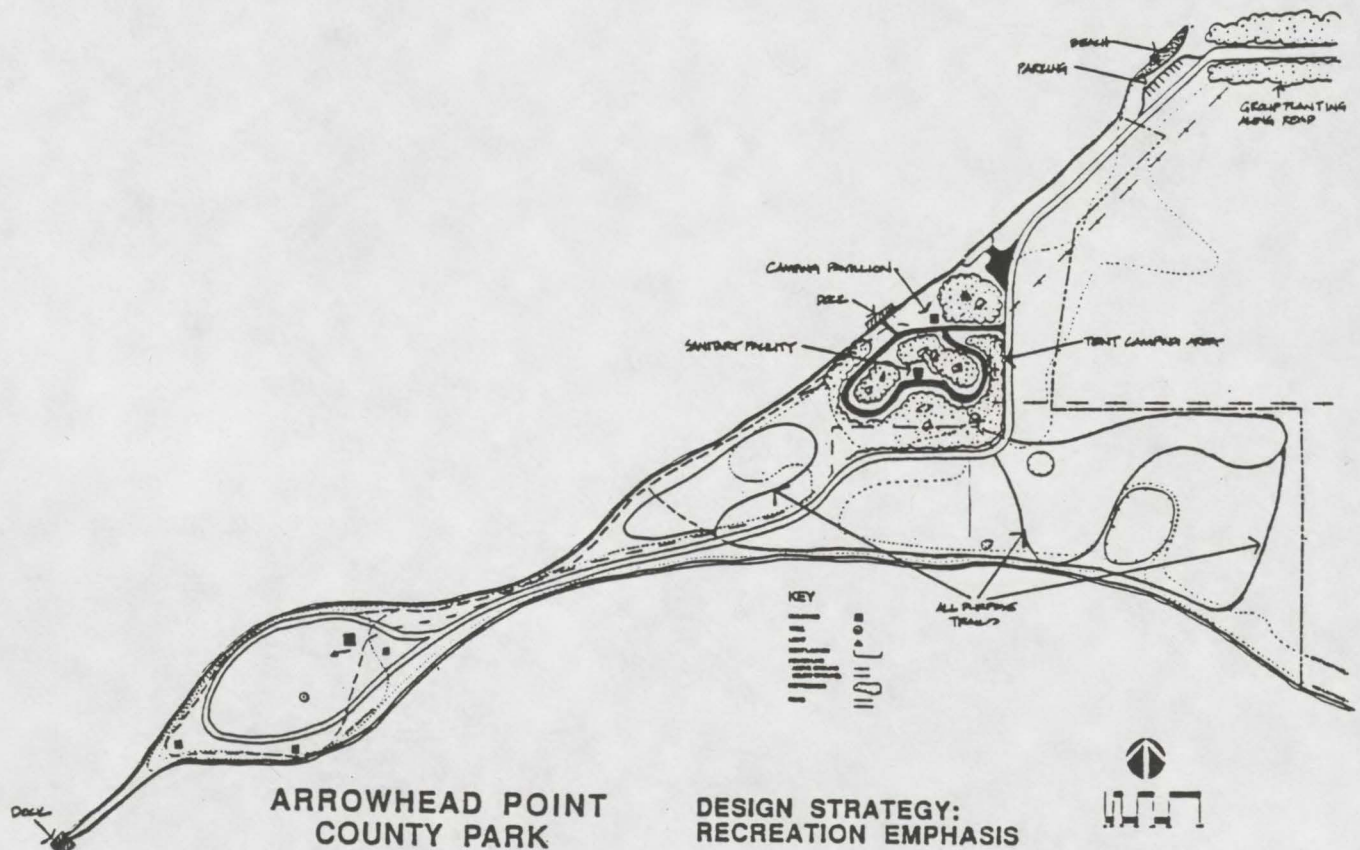 BEACH
PARKING
GROUP PLANTING
ALONG ROAD
CAMPING PAVILLION
DOCK
SANITARY FACILITY
TENT CAMPING AREA
KEY
ALL PURPOSE
TRAILS
DOCK
ARROWHEAD POINT
COUNTY PARK
DESIGN STRATEGY:
RECREATION EMPHASIS